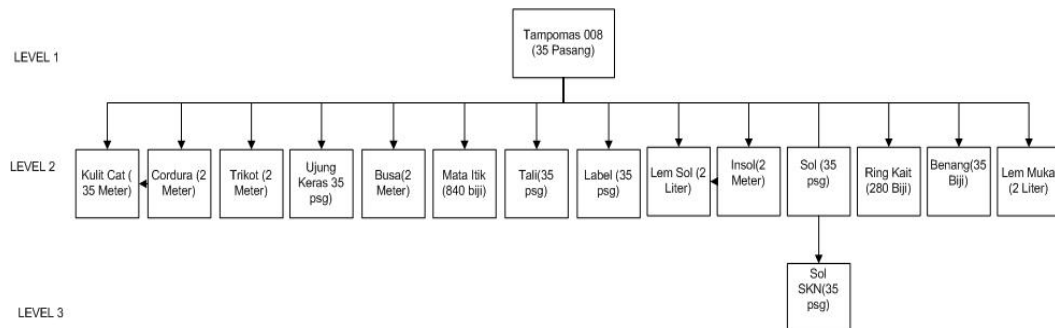 LEVEL 1
Tampomas 008
(35 Pasang)
LEVEL 2
Kulit Cat (
35 Meter)
Cordura (2
Meter)
Trikot (2
Meter)
Ujung
Keras 35
psg)
Busa(2
Meter)
Mata Itik
(840 biji)
Tali(35
psg)
Label (35
psg)
Lem Sol (2
Liter)
Insol(2
Meter)
Sol (35
psg)
Ring Kait
(280 Biji)
Benang(35
Biji)
Lem Muka
(2 Liter)
LEVEL 3
Sol
SKN(35
psg)